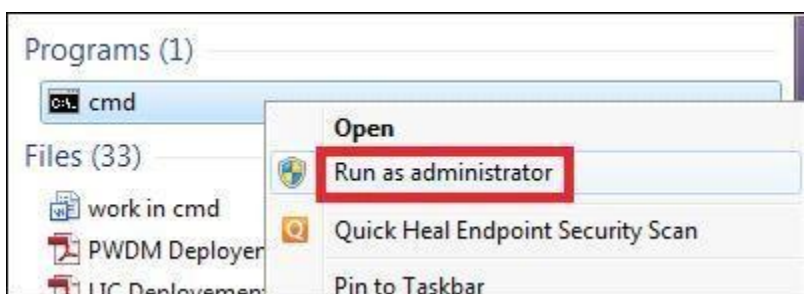 Programs (1)
cmd
Open
Files (33)
Run as administrator
work in cmd
Quick Heal Endpoint Security Scan
PWDM Deployer
Pin to Taskbar